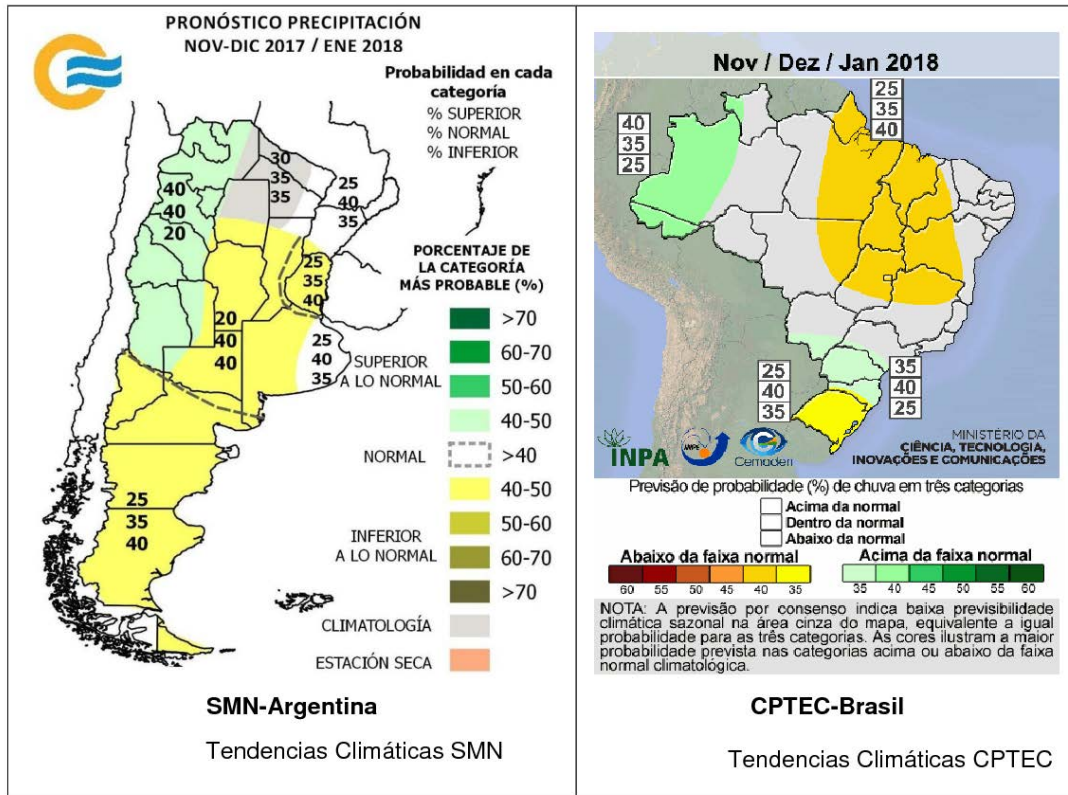 PRONÓSTICO PRECIPITACIÓN
NOV-DIC 2017 / ENE 2018
Probabilidad en cada
categoría
% SUPERIOR
% NORMAL
% INFERIOR
30
35
35
25
40
35
40
40
20
25
35
40
20
40
40
25
40
35
25
35
40
PORCENTAJE DE
LA CATEGORÍA
MÁS PROBABLE (%)
>70
60-70
SUPERIOR
A LO NORMAL
50-60
40-50
NORMAL
>40
40-50
INFERIOR
A LO NORMAL
50-60
60-70
>70
CLIMATOLOGÍA
ESTACIÓN SECA
SMN-Argentina
Tendencias Climáticas SMN
Nov / Dez / Jan 2018
25
35
40
40
35
25
25
40
35
35
40
25
INPA
INPE
Cemaden
MINISTÉRIO DA
CIÊNCIA, TECNOLOGIA,
INOVAÇÕES E COMUNICAÇÕES
Previsão de probabilidade (%) de chuva em três categorias
Acima da normal
Dentro da normal
Abaixo da normal
Abaixo da faixa normal
60 55 50 45 40 35
Acima da faixa normal
35 40 45 50 55 60
NOTA: A previsão por consenso indica baixa previsibilidade
climática sazonal na área cinza do mapa, equivalente a igual
probabilidade para as três categorias. As cores ilustram a maior
probabilidade prevista nas categorias acima ou abaixo da faixa
normal climatológica.
CPTEC-Brasil
Tendencias Climáticas CPTEC